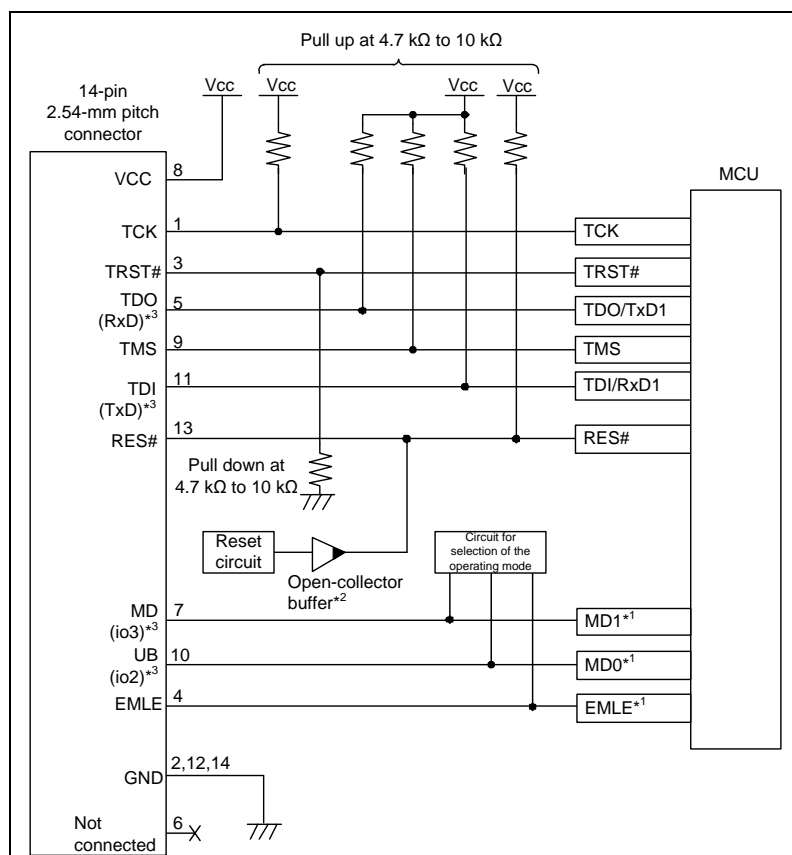 Pull up at 4.7 kΩ to 10 kΩ
14-pin
2.54-mm pitch
connector
Vcc
Vcc
Vcc
Vcc
MCU
VCC
8
TCK
1
TCK
TRST#
3
TRST#
TDO
(RxD)*3
5
TDO/TxD1
TMS
9
TMS
TDI
(TxD)*3
11
TDI/RxD1
RES#
13
RES#
Pull down at
4.7 kΩ to 10 kΩ
Reset
circuit
Open-collector
buffer*2
Circuit for
selection of the
operating mode
MD
(io3)*3
7
MD1*1
UB
(io2)*3
10
MD0*1
EMLE
4
EMLE*1
GND
2,12,14
Not
connected
6